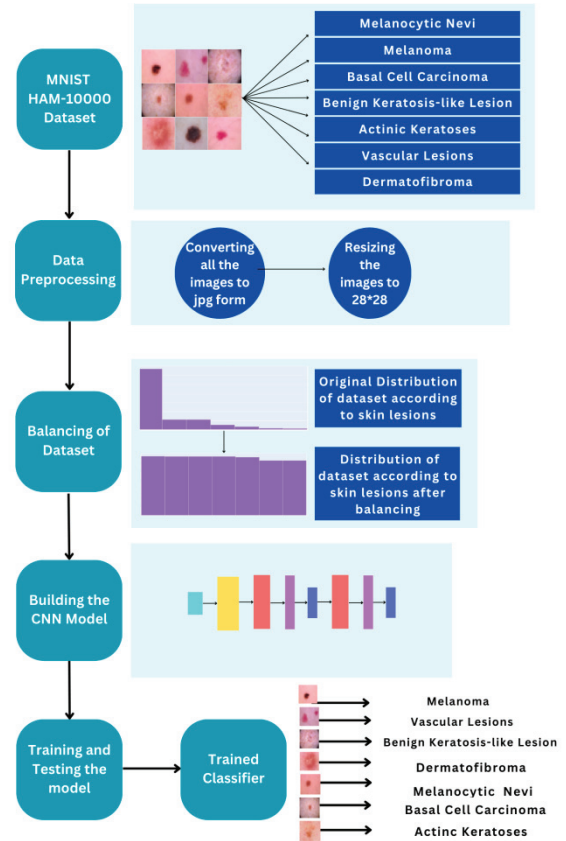 MNIST
HAM-10000
Dataset
Melanocytic Nevi
Melanoma
Basal Cell Carcinoma
Benign Keratosis-like Lesion
Actinic Keratoses
Vascular Lesions
Dermatofibroma
Data
Preprocessing
Converting
all the
images to
jpg form
Resizing
the
images to
28*28
Balancing of
Dataset
Original Distribution
of dataset according
to skin lesions
Distribution of
dataset according to
skin lesions after
balancing
Building the
CNN Model
Training and
Testing the
model
Trained
Classifier
Melanoma
Vascular Lesions
Benign Keratosis-like Lesion
Dermatofibroma
Melanocytic Nevi
Basal Cell Carcinoma
Actinc Keratoses